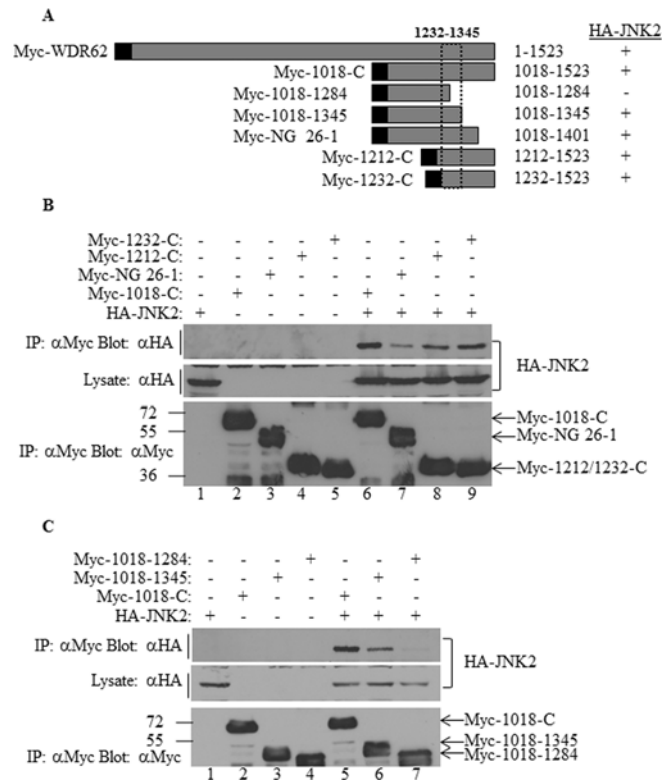 A
1232-1345 HA-JNK2
Myc-WDR62 1-1523 +
Myc-1018-C 1018-1523 +
Myc-1018-1284 1018-1284 -
Myc-1018-1345 1018-1345 +
Myc-NG 26-1 1018-1401 +
Myc-1212-C 1212-1523 +
Myc-1232-C 1232-1523 +
B
Myc-1232-C: - - - - + - - - +
Myc-1212-C: - - - + - - - + -
Myc-NG 26-1: - - + - - - + - -
Myc-1018-C: - + - - - + - - -
HA-JNK2: + - - - - + + + +
IP: αMyc Blot: αHA
HA-JNK2
Lysate: αHA
72
Myc-1018-C
55
Myc-NG 26-1
IP: αMyc Blot: αMyc
Myc-1212/1232-C
36
1 2 3 4 5 6 7 8 9
C
Myc-1018-1284: - - - + - - +
Myc-1018-1345: - - + - - + -
Myc-1018-C: - + - - + - -
HA-JNK2: + - - - + + +
IP: αMyc Blot: αHA
HA-JNK2
Lysate: αHA
72
Myc-1018-C
55
Myc-1018-1345
IP: αMyc Blot: αMyc
Myc-1018-1284
1 2 3 4 5 6 7